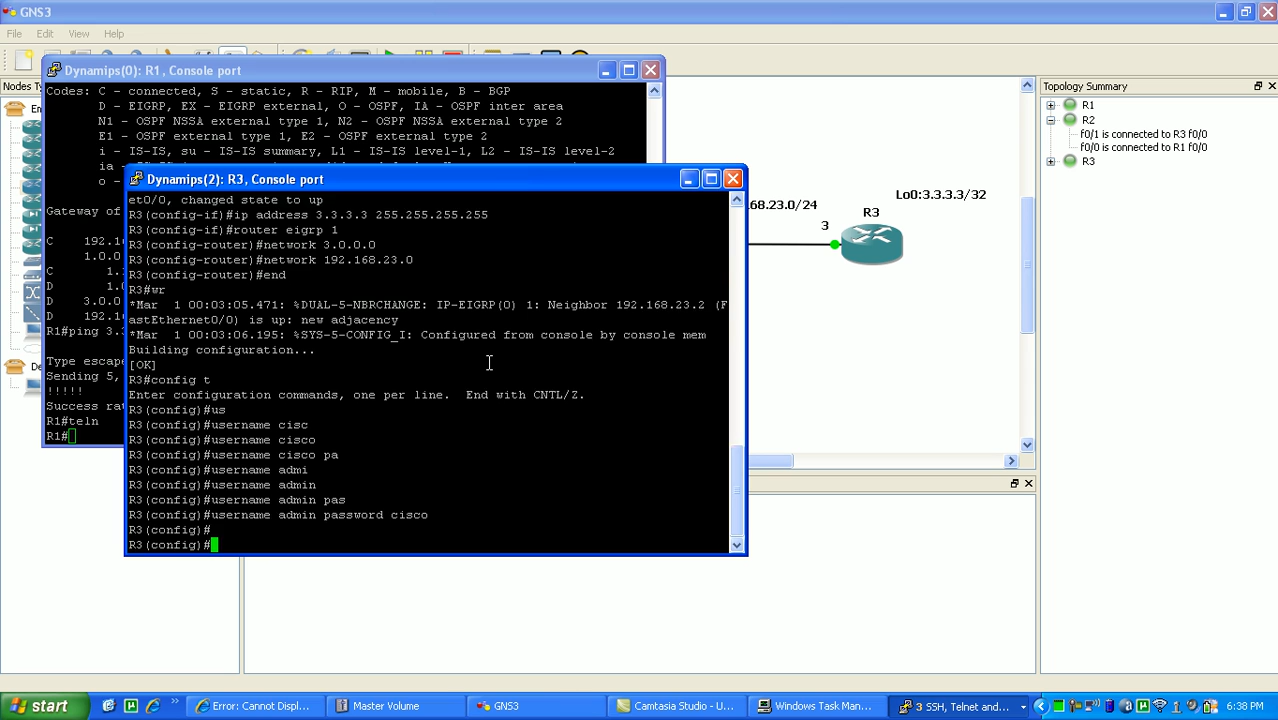 GNS3
File Edit View Help
Nodes Ty
En
De
Dynamips(0): R1, Console port
Codes: C - connected, S - static, R - RIP, M - mobile, B - BGP
D - EIGRP, EX - EIGRP external, O - OSPF, IA - OSPF inter area
N1 - OSPF NSSA external type 1, N2 - OSPF NSSA external type 2
E1 - OSPF external type 1, E2 - OSPF external type 2
i - IS-IS, su - IS-IS summary, L1 - IS-IS level-1, L2 - IS-IS level-2
ia -
o -
Gateway of
C 192.1
1.0.0
C 1.
D 1.
D 3.0.0
D 192.1
R1#ping 3.3
Type escape
Sending 5,
!!!!!
Success rat
R1#teln
R1#
Dynamips(2): R3, Console port
et0/0, changed state to up
R3(config-if)#ip address 3.3.3.3 255.255.255.255
R3(config-if)#router eigrp 1
R3(config-router)#network 3.0.0.0
R3(config-router)#network 192.168.23.0
R3(config-router)#end
R3#wr
*Mar 1 00:03:05.471: %DUAL-5-NBRCHANGE: IP-EIGRP(0) 1: Neighbor 192.168.23.2 (F
astEthernet0/0) is up: new adjacency
*Mar 1 00:03:06.195: %SYS-5-CONFIG_I: Configured from console by console mem
Building configuration...
[OK]
R3#config t
Enter configuration commands, one per line. End with CNTL/Z.
R3(config)#us
R3(config)#username cisc
R3(config)#username cisco
R3(config)#username cisco pa
R3(config)#username admi
R3(config)#username admin
R3(config)#username admin pas
R3(config)#username admin password cisco
R3(config)#
R3(config)#
.168.23.0/24
Lo0:3.3.3.3/32
R3
3
Topology Summary
R1
R2
f0/1 is connected to R3 f0/0
f0/0 is connected to R1 f0/0
R3
start
Error: Cannot Displ...
Master Volume
GNS3
Camtasia Studio - U...
Windows Task Man...
3 SSH, Telnet and...
6:38 PM